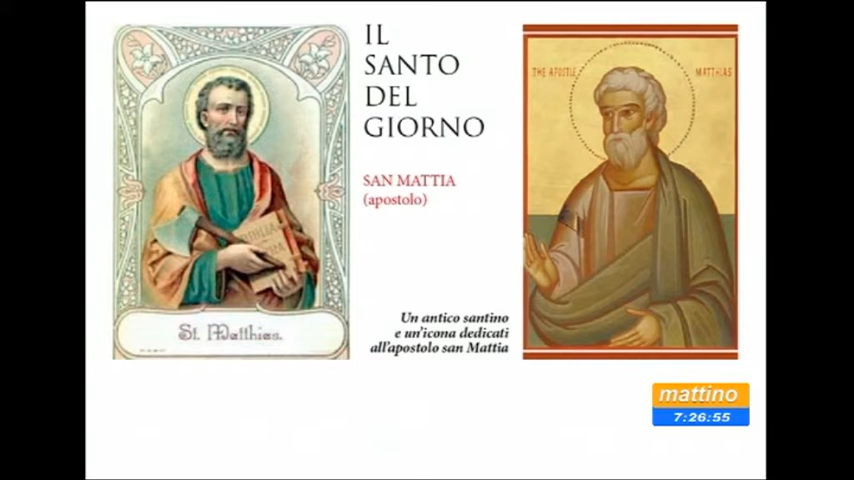 IL
SANTO
DEL
GIORNO
SAN MATTIA
(apostolo)
Un antico santino
e un'icona dedicati
all'apostolo san Mattia
St. Matthias.
BIBLIA
THE APOSTLE MATTHIAS
mattino
7:26:55